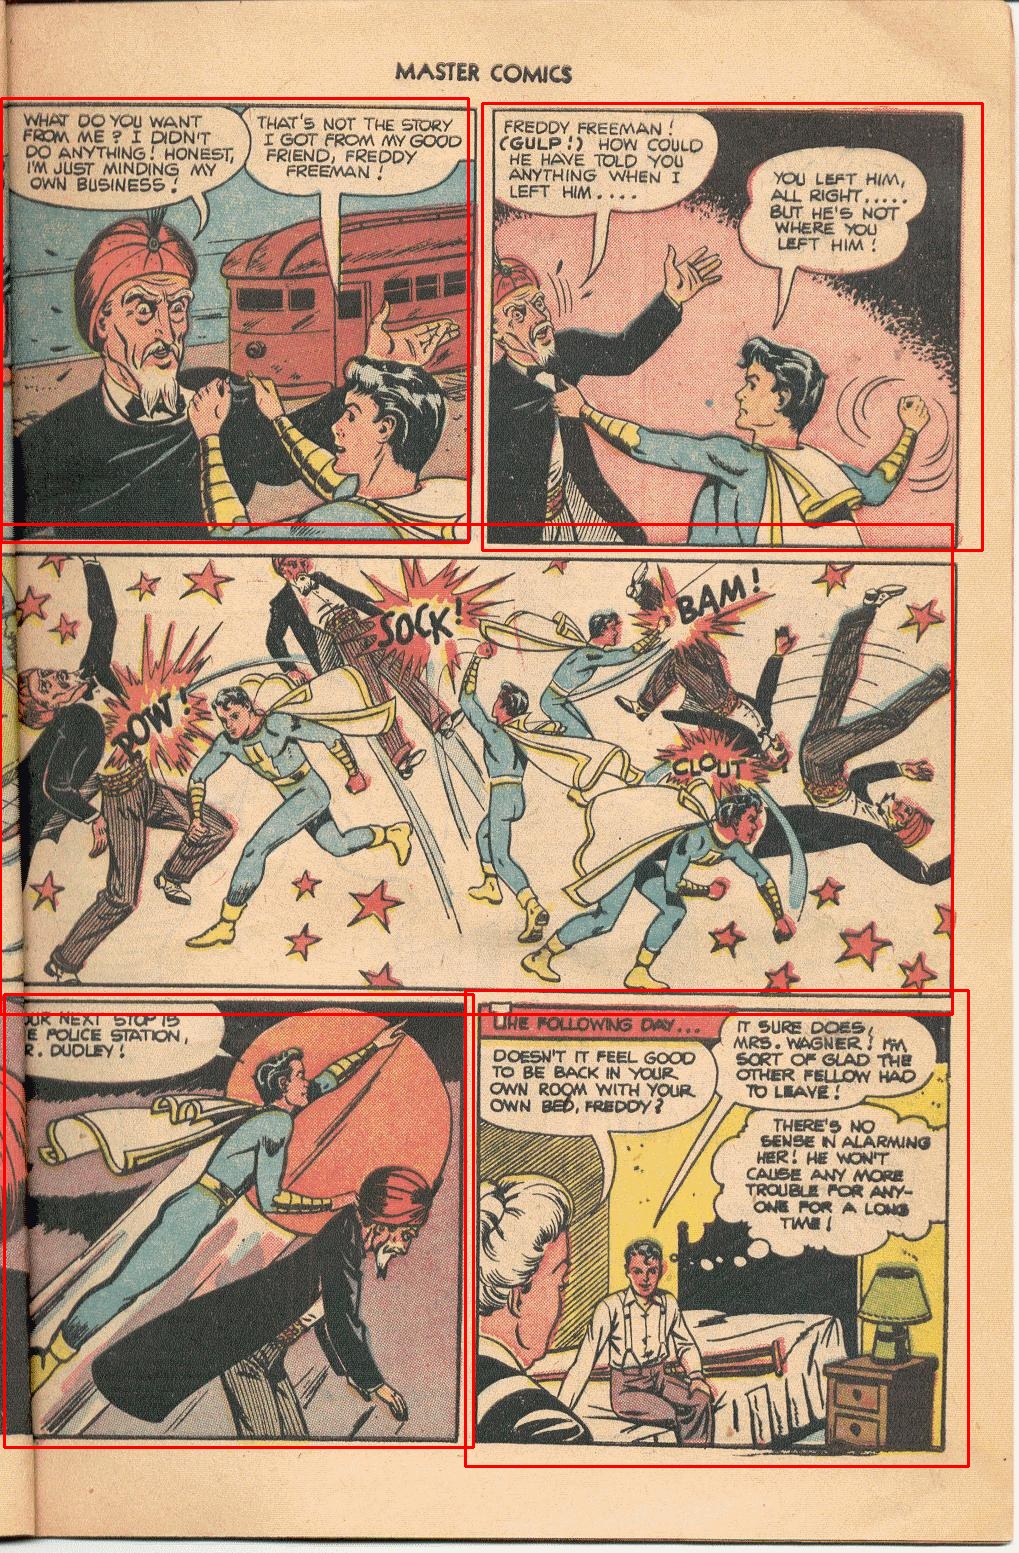 MASTER COMICS
WHAT DO YOU WANT
FROM ME? I DIDN'T
DO ANYTHING! HONEST,
I'M JUST MINDING MY
OWN BUSINESS!
THAT'S NOT THE STORY
I GOT FROM MY GOOD
FRIEND, FREDDY
FREEMAN!
FREDDY FREEMAN!
(GULP!) HOW COULD
HE HAVE TOLD YOU
ANYTHING WHEN I
LEFT HIM....
YOU LEFT HIM,
ALL RIGHT.....
BUT HE'S NOT
WHERE YOU
LEFT HIM!
POW!
SOCK!
BAM!
CLOUT
NEXT STOP IS
POLICE STATION,
DUDLEY!
THE FOLLOWING DAY...
DOESN'T IT FEEL GOOD
TO BE BACK IN YOUR
OWN ROOM WITH YOUR
OWN BED, FREDDY?
IT SURE DOES,
MRS. WAGNER! I'M
SORT OF GLAD THE
OTHER FELLOW HAD
TO LEAVE!
THERE'S NO
SENSE IN ALARMING
HER! HE WON'T
CAUSE ANY MORE
TROUBLE FOR ANY-
ONE FOR A LONG
TIME!